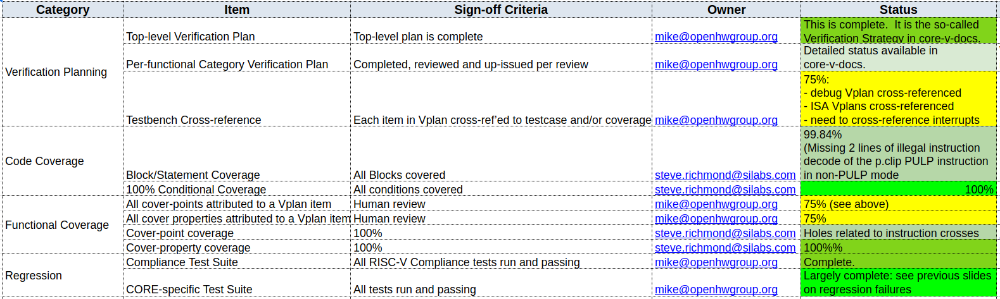 Category Item Sign-off Criteria Owner Status
Verification Planning
Top-level Verification Plan Top-level plan is complete mike@openhwgroup.org This is complete. It is the so-called
Verification Strategy in core-v-docs.
Per-functional Category Verification Plan Completed, reviewed and up-issued per review mike@openhwgroup.org Detailed status available in
core-v-docs.
Testbench Cross-reference Each item in Vplan cross-ref'ed to testcase and/or coverage mike@openhwgroup.org 75%:
- debug Vplan cross-referenced
- ISA Vplans cross-referenced
- need to cross-reference interrupts
Code Coverage
Block/Statement Coverage All Blocks covered steve.richmond@silabs.com 99.84%
(Missing 2 lines of illegal instruction
decode of the p.clip PULP instruction
in non-PULP mode
100% Conditional Coverage All conditions covered steve.richmond@silabs.com 100%
Functional Coverage
All cover-points attributed to a Vplan item Human review mike@openhwgroup.org 75% (see above)
All cover properties attributed to a Vplan item Human review mike@openhwgroup.org 75%
Cover-point coverage 100% steve.richmond@silabs.com Holes related to instruction crosses
Cover-property coverage 100% steve.richmond@silabs.com 100%%
Regression
Compliance Test Suite All RISC-V Compliance tests run and passing mike@openhwgroup.org Complete.
CORE-specific Test Suite All tests run and passing mike@openhwgroup.org Largely complete: see previous slides
on regression failures